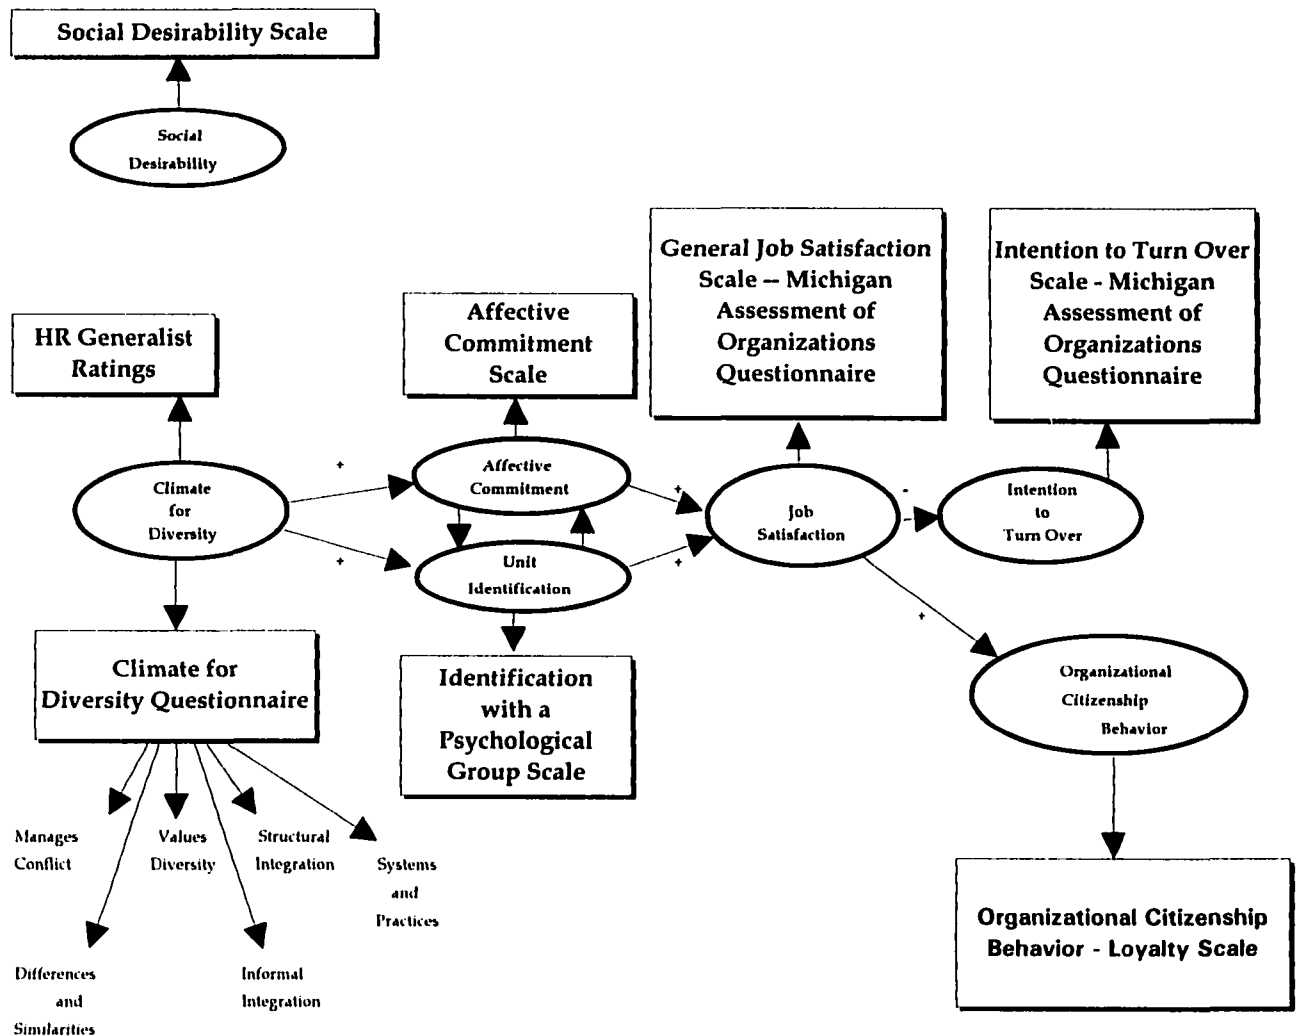 Social Desirability Scale
Social
Desirability
General Job Satisfaction
Scale -- Michigan
Assessment of
Organizations
Questionnaire
Intention to Turn Over
Scale - Michigan
Assessment of
Organizations
Questionnaire
HR Generalist
Ratings
Affective
Commitment
Scale
Climate
for
Diversity
+
+
Affective
Commitment
Unit
Identification
+
+
Job
Satisfaction
-
Intention
to
Turn Over
+
Climate for
Diversity Questionnaire
Identification
with a
Psychological
Group Scale
Organizational
Citizenship
Behavior
Manages
Conflict
Values
Diversity
Structural
Integration
Systems
and
Practices
Differences
and
Similarities
Informal
Integration
Organizational Citizenship
Behavior - Loyalty Scale